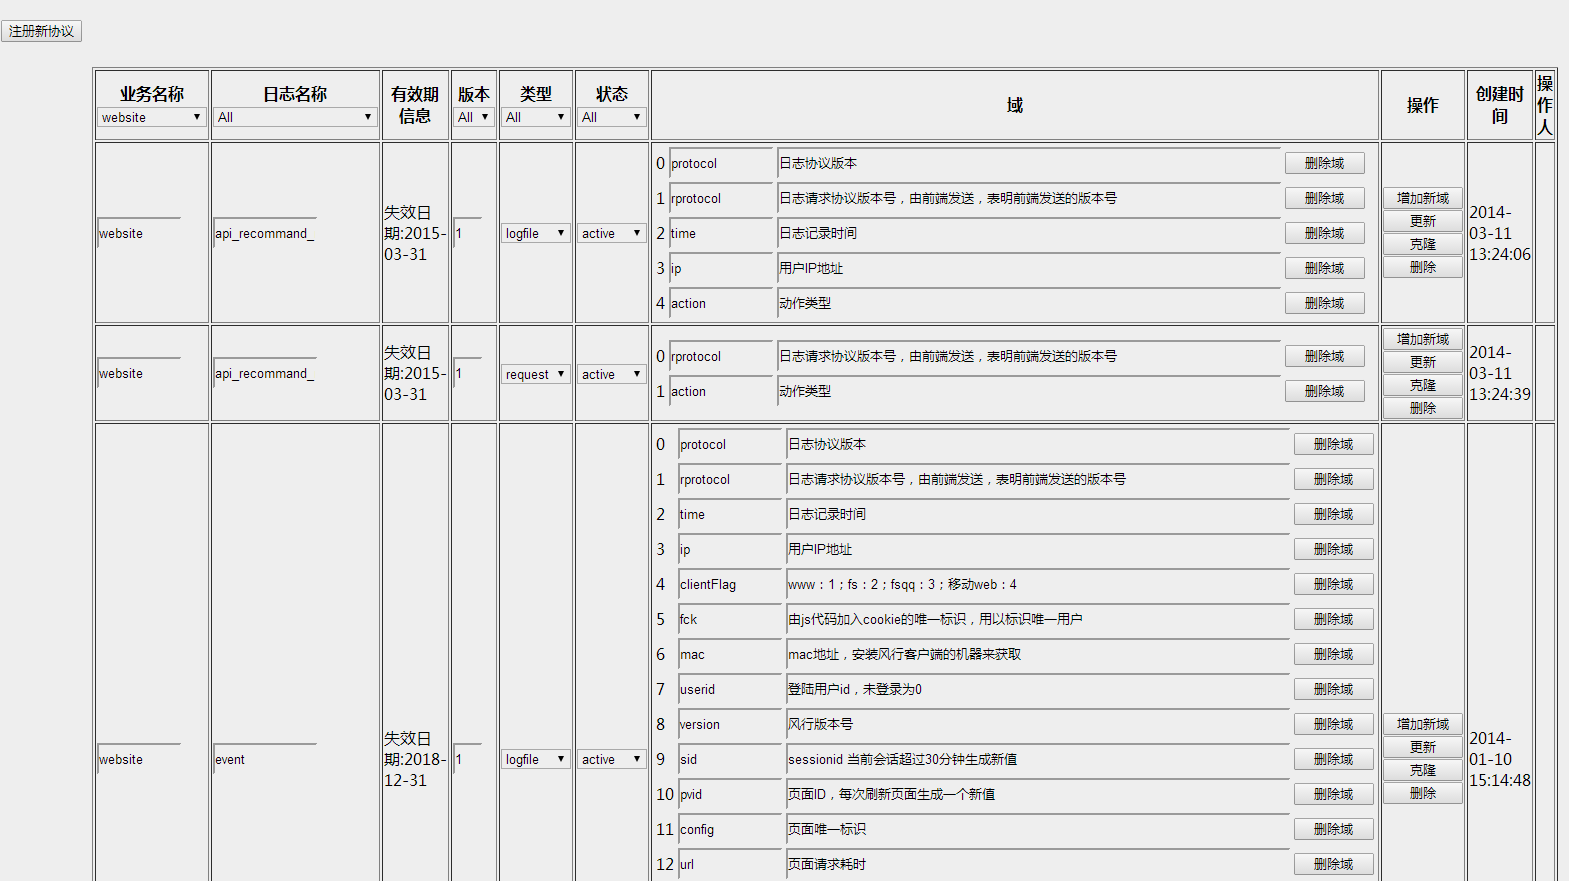 注册新协议
业务名称 日志名称 有效期信息 版本 类型 状态 域 操作 创建时间 操作人
website All All All All
website api_recommand_ 失效日期:2015-03-31 1 logfile active 2014-03-11 13:24:06
0 protocol 日志协议版本 删除域
1 rprotocol 日志请求协议版本号，由前端发送，表明前端发送的版本号 删除域
2 time 日志记录时间 删除域
3 ip 用户IP地址 删除域
4 action 动作类型 删除域
增加新域
更新
克隆
删除
website api_recommand_ 失效日期:2015-03-31 1 request active 2014-03-11 13:24:39
0 rprotocol 日志请求协议版本号，由前端发送，表明前端发送的版本号 删除域
1 action 动作类型 删除域
增加新域
更新
克隆
删除
website event 失效日期:2018-12-31 1 logfile active 2014-01-10 15:14:48
0 protocol 日志协议版本 删除域
1 rprotocol 日志请求协议版本号，由前端发送，表明前端发送的版本号 删除域
2 time 日志记录时间 删除域
3 ip 用户IP地址 删除域
4 clientFlag www：1；fs：2；fsqq：3；移动web：4 删除域
5 fck 由js代码加入cookie的唯一标识，用以标识唯一用户 删除域
6 mac mac地址，安装风行客户端的机器来获取 删除域
7 userid 登陆用户id，未登录为0 删除域
8 version 风行版本号 删除域
9 sid sessionid 当前会话超过30分钟生成新值 删除域
10 pvid 页面ID，每次刷新页面生成一个新值 删除域
11 config 页面唯一标识 删除域
12 url 页面请求耗时 删除域
增加新域
更新
克隆
删除